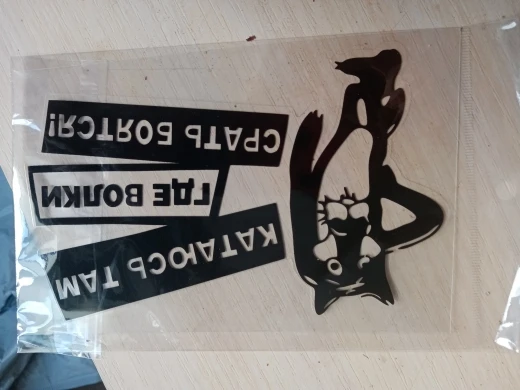 КАТАЮСЬ ТАМ
ГДЕ ВОЛКИ
СРАТЬ БОЯТСЯ!